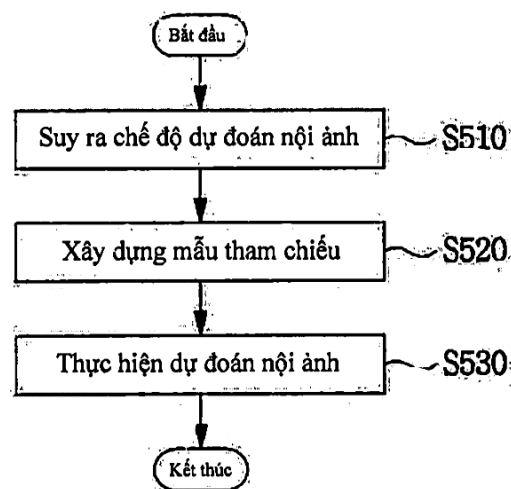 Bắt đầu
Suy ra chế độ dự đoán nội ảnh
S510
Xây dựng mẫu tham chiếu
S520
Thực hiện dự đoán nội ảnh
S530
Kết thúc